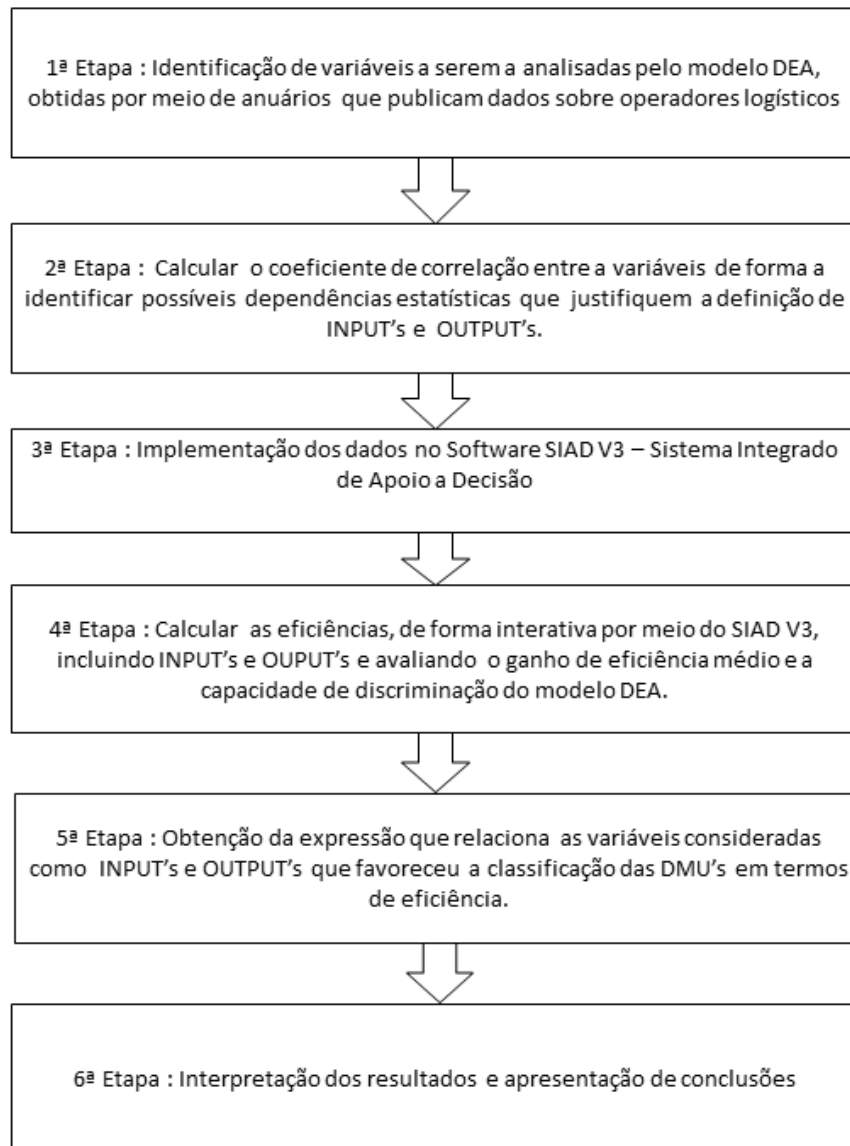 1ª Etapa : Identificação de variáveis a serem a analisadas pelo modelo DEA,
obtidas por meio de anuários que publicam dados sobre operadores logísticos
2ª Etapa : Calcular o coeficiente de correlação entre a variáveis de forma a
identificar possíveis dependências estatísticas que justifiquem a definição de
INPUT’s e OUTPUT’s.
3ª Etapa : Implementação dos dados no Software SIAD V3 – Sistema Integrado
de Apoio a Decisão
4ª Etapa : Calcular as eficiências, de forma interativa por meio do SIAD V3,
incluindo INPUT’s e OUPUT’s e avaliando o ganho de eficiência médio e a
capacidade de discriminação do modelo DEA.
5ª Etapa : Obtenção da expressão que relaciona as variáveis consideradas
como INPUT’s e OUTPUT’s que favoreceu a classificação das DMU’s em termos
de eficiência.
6ª Etapa : Interpretação dos resultados e apresentação de conclusões